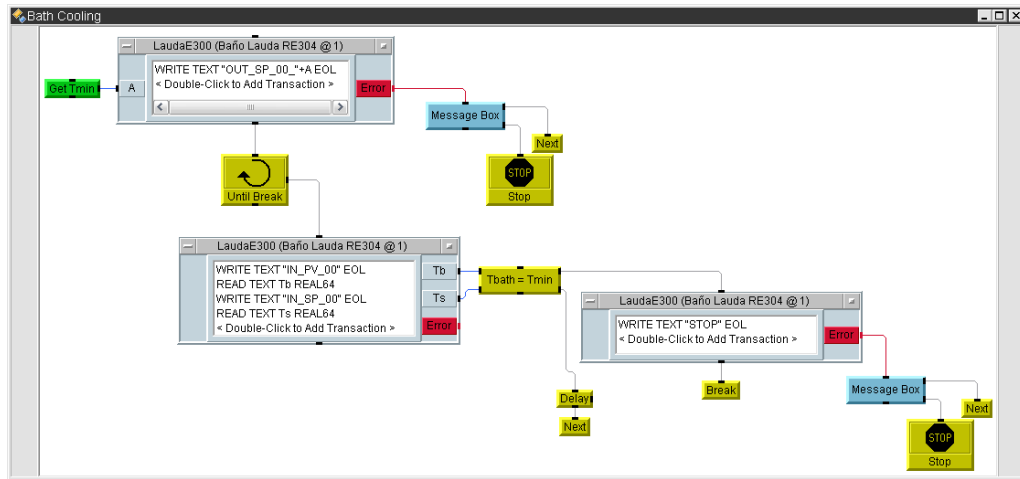 Bath Cooling
LaudaE300 (Baño Lauda RE304 @1)
WRITE TEXT "OUT_SP_00_"+A EOL
< Double-Click to Add Transaction >
Get Tmin
A
Error
Message Box
Next
STOP
Stop
Until Break
LaudaE300 (Baño Lauda RE304 @1)
WRITE TEXT "IN_PV_00" EOL
READ TEXT Tb REAL64
WRITE TEXT "IN_SP_00" EOL
READ TEXT Ts REAL64
< Double-Click to Add Transaction >
Tb
Ts
Error
Tbath = Tmin
LaudaE300 (Baño Lauda RE304 @1)
WRITE TEXT "STOP" EOL
< Double-Click to Add Transaction >
Error
Delay
Next
Break
Message Box
Next
STOP
Stop